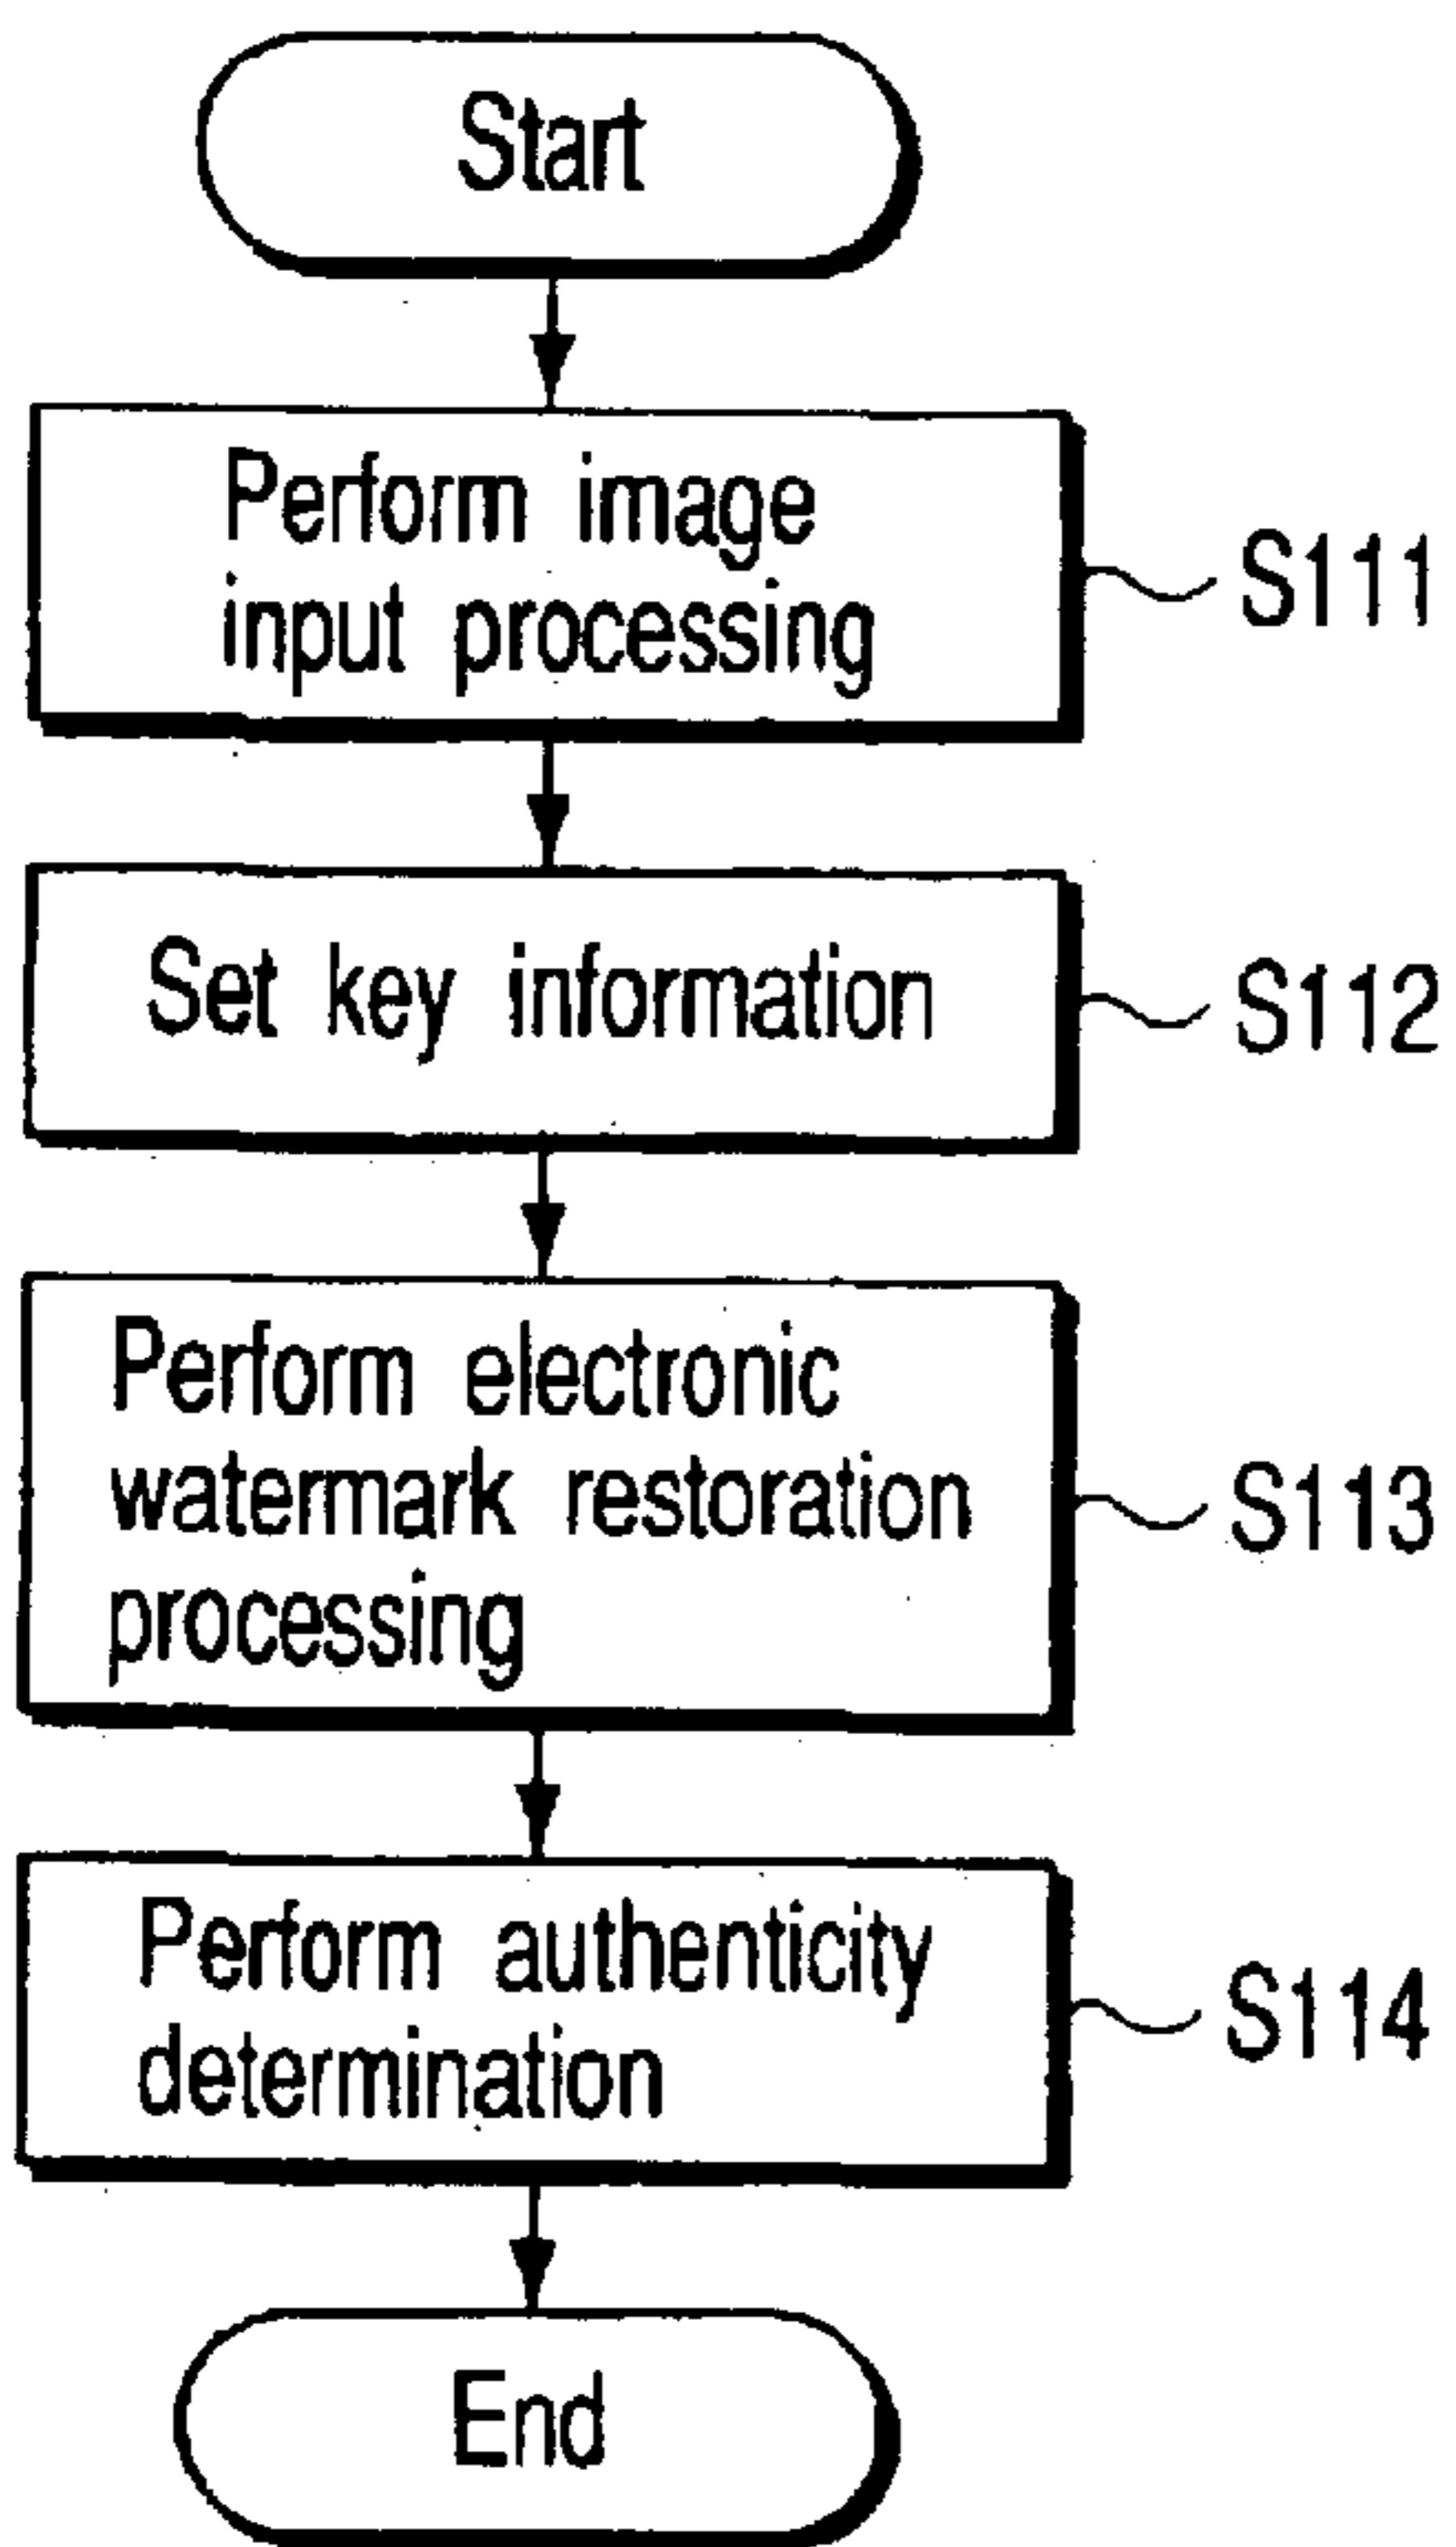 Start
Perform image
input processing
S111
Set key information
S112
Perform electronic
watermark restoration
processing
S113
Perform authenticity
determination
S114
End